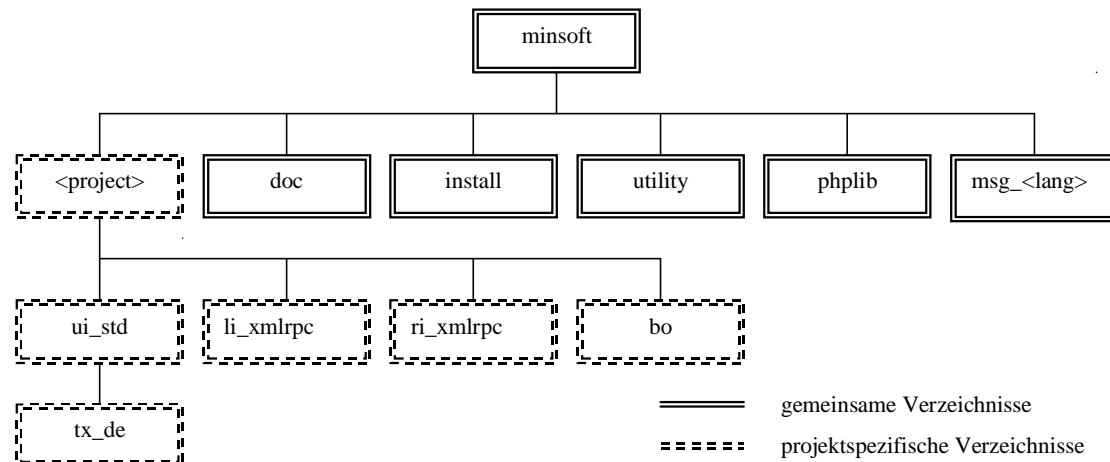 minsoft
<project>
doc
install
utility
phplib
msg_<lang>
ui_std
li_xmlrpc
ri_xmlrpc
bo
tx_de
gemeinsame Verzeichnisse
projektspezifische Verzeichnisse